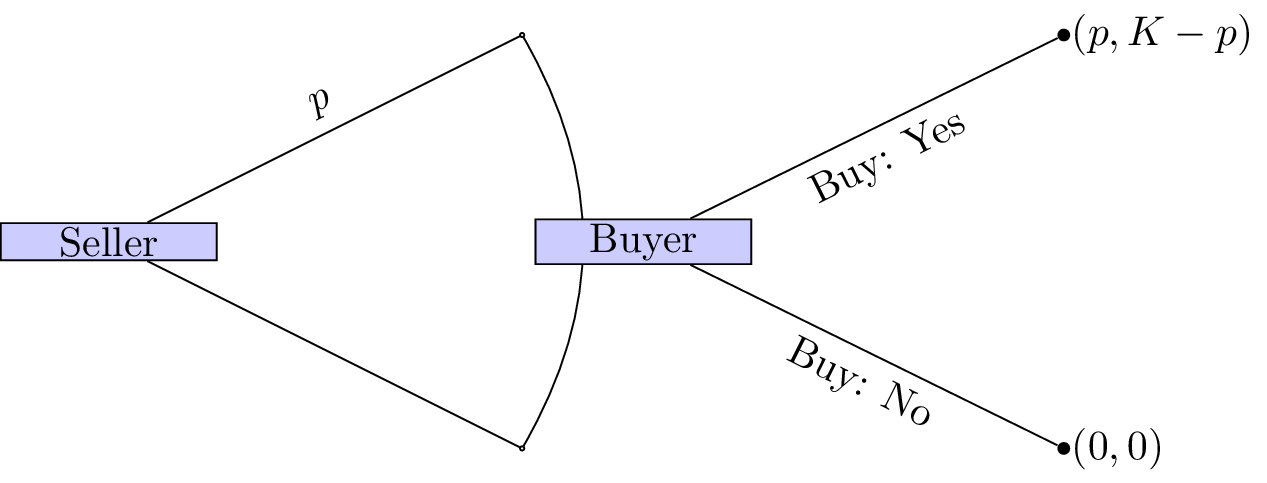 p
Seller
Buyer
Buy: Yes
Buy: No
(p, K − p)
(0, 0)